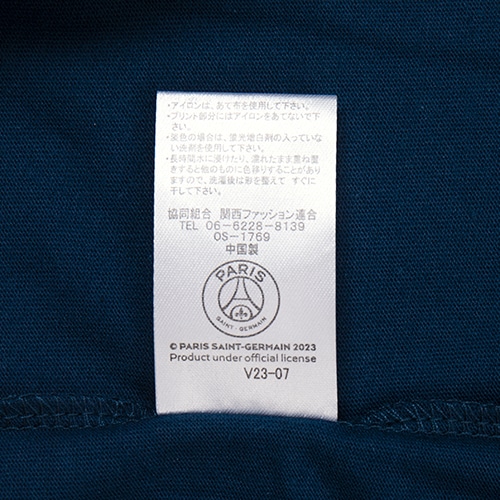 ・アイロンは、あて布を使用して下さい。
・プリント部分にはアイロンをあてないで下
さい。
・淡色の場合は、蛍光増白剤の入っていな
い洗剤を使用して下さい。
・長時間水に浸けたり、濡れたまま重ね置
きすると他のものに色移りすることがあり
ますので、洗濯後は形を整えて すぐに
干して下さい。
協同組合 関西ファッション連合
TEL 06-6228-8139
OS-1769
中国製
PARIS
SAINT-GERMAIN
© PARIS SAINT-GERMAIN 2023
Product under official license
V23-07